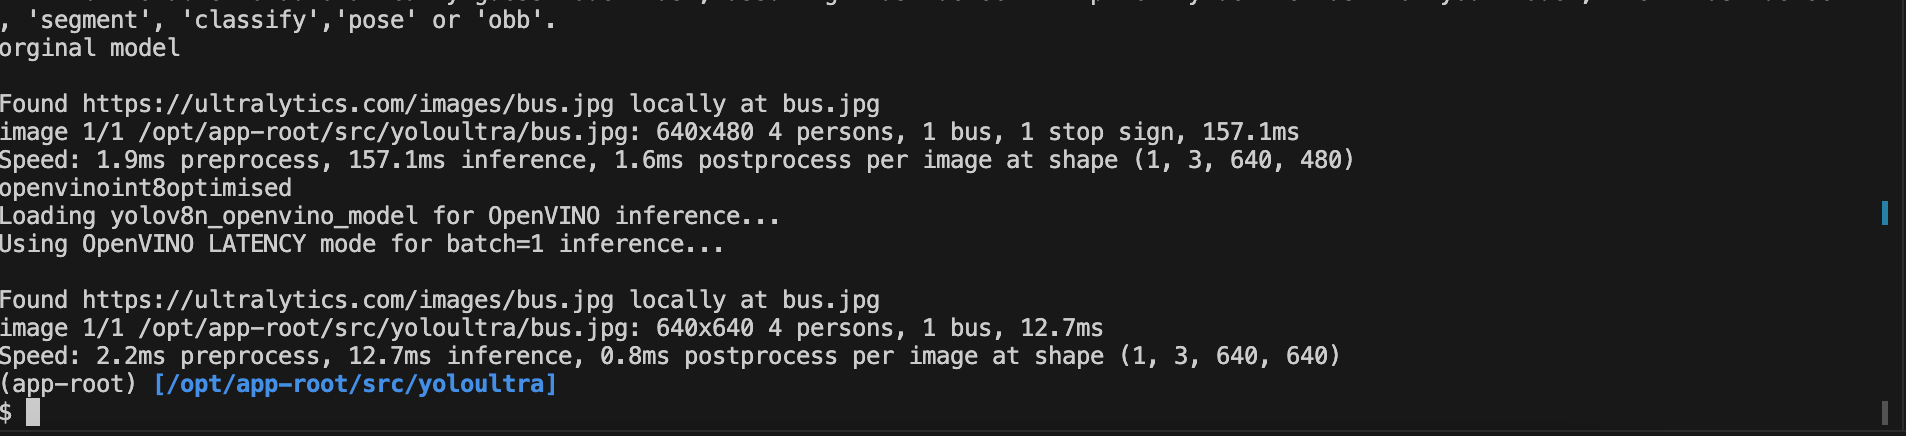 , 'segment', 'classify','pose' or 'obb'.
orginal model
Found https://ultralytics.com/images/bus.jpg locally at bus.jpg
image 1/1 /opt/app-root/src/yoloultra/bus.jpg: 640x480 4 persons, 1 bus, 1 stop sign, 157.1ms
Speed: 1.9ms preprocess, 157.1ms inference, 1.6ms postprocess per image at shape (1, 3, 640, 480)
openvinoint8optimised
Loading yolov8n_openvino_model for OpenVINO inference...
Using OpenVINO LATENCY mode for batch=1 inference...
Found https://ultralytics.com/images/bus.jpg locally at bus.jpg
image 1/1 /opt/app-root/src/yoloultra/bus.jpg: 640x640 4 persons, 1 bus, 12.7ms
Speed: 2.2ms preprocess, 12.7ms inference, 0.8ms postprocess per image at shape (1, 3, 640, 640)
(app-root) [/opt/app-root/src/yoloultra]
$